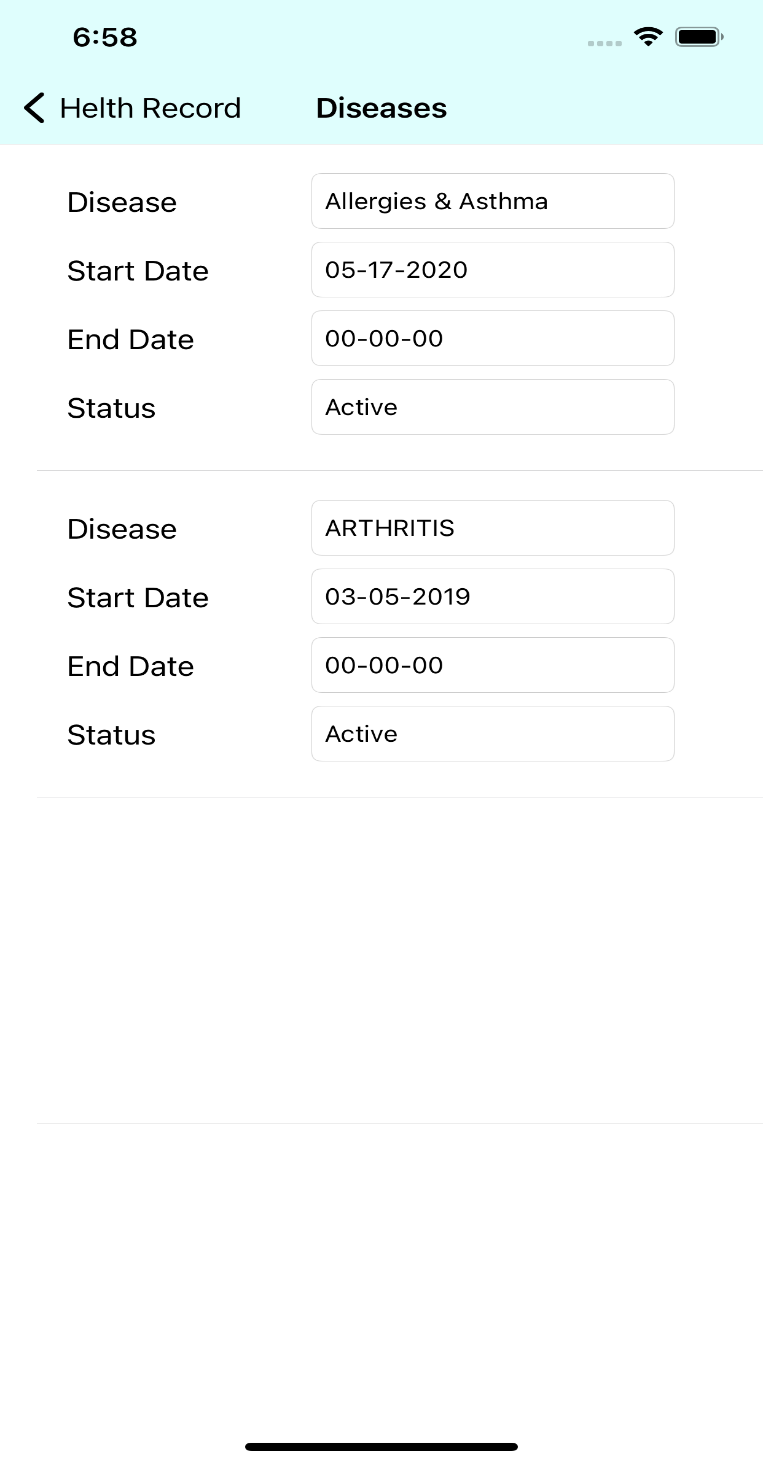 6:58
Helth Record Diseases
Disease Allergies & Asthma
Start Date 05-17-2020
End Date 00-00-00
Status Active
Disease ARTHRITIS
Start Date 03-05-2019
End Date 00-00-00
Status Active